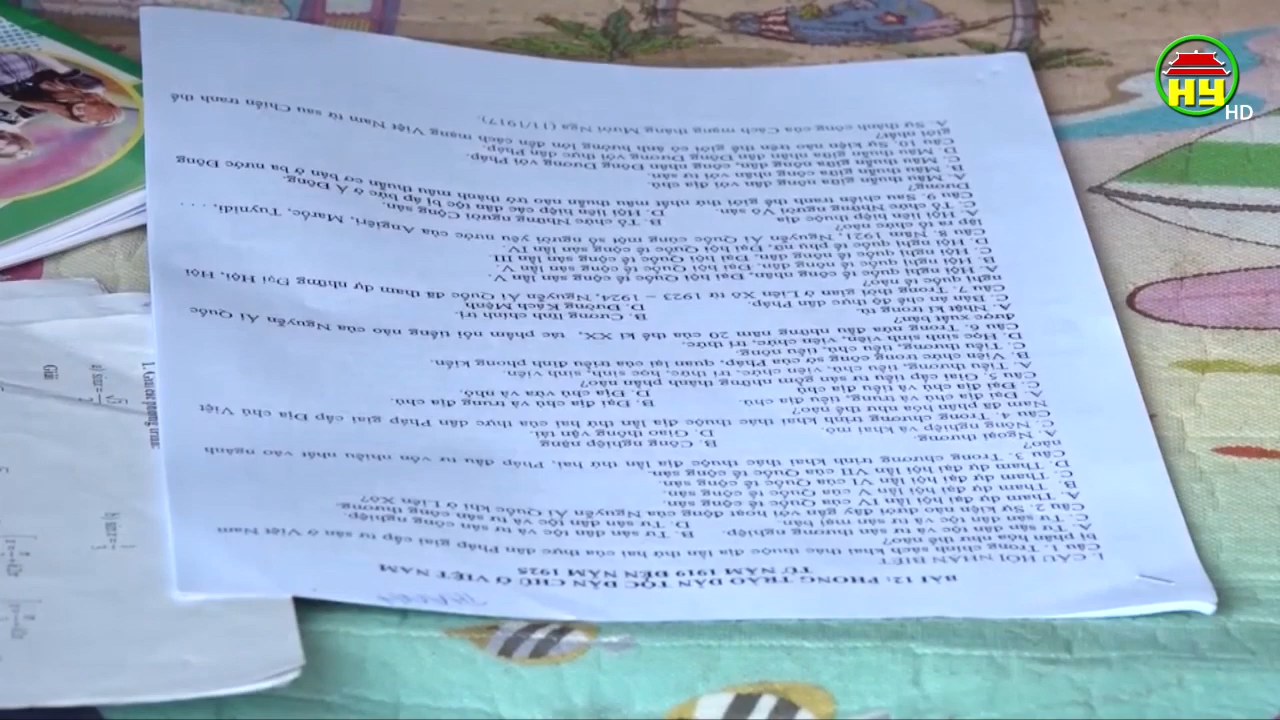 BÀI 12: PHONG TRÀO DÂN TỘC DÂN CHỦ Ở VIỆT NAM
TỪ NĂM 1919 ĐẾN NĂM 1925
I. CÂU HỎI NHẬN BIẾT
Câu 1. Trong chính sách khai thác thuộc địa lần thứ hai của thực dân Pháp giai cấp tư sản ở Việt Nam
bị phân hóa như thế nào?
A. Tư sản dân tộc và tư sản thương nghiệp. B. Tư sản dân tộc và tư sản công nghiệp.
C. Tư sản dân tộc và tư sản mại bản. D. Tư sản dân tộc và tư sản công thương.
Câu 2. Sự kiện nào dưới đây gắn với hoạt động của Nguyễn Ái Quốc khi ở Liên Xô?
A. Tham dự đại hội lần IV của Quốc tế cộng sản.
B. Tham dự đại hội lần V của Quốc tế cộng sản.
C. Tham dự đại hội lần VI của Quốc tế cộng sản.
D. Tham dự đại hội lần VII của Quốc tế cộng sản.
Câu 3. Trong chương trình khai thác thuộc địa lần thứ hai, Pháp đầu tư vốn nhiều nhất vào ngành
nào?
A. Ngoại thương. B. Công nghiệp nặng
C. Nông nghiệp và khai mỏ. D. Giao thông vận tải.
Câu 4. Trong chương trình khai thác thuộc địa lần thứ hai của thực dân Pháp giai cấp Địa chủ Việt
Nam đã phân hóa như thế nào?
A. Đại địa chủ và trung, tiểu địa chủ. B. Đại địa chủ và trung địa chủ.
C. Đại địa chủ và tiểu địa chủ D. Địa chủ vừa và nhỏ.
Câu 5. Giai cấp tiểu tư sản gồm những thành phần nào?
A. Tiểu thương, tiểu chủ, viên chức, trí thức, học sinh, sinh viên.
B. Viên chức trong công sở của Pháp, quan lại của triều đình phong kiến.
C. Tiểu thương, tiểu chủ, tiểu nông.
D. Học sinh sinh viên, viên chức, trí thức.
Câu 6. Trong nửa đầu những năm 20 của thế kỉ XX, tác phẩm nổi tiếng nào của Nguyễn Ái Quốc
được xuất bản?
A. Nhật kí trong tù. B. Cương lĩnh chính trị.
C. Bản án chế độ thực dân Pháp. D. Đường Kách Mệnh
Câu 7. Trong thời gian ở Liên Xô từ 1923 – 1924, Nguyễn Ái Quốc đã tham dự những Đại Hội, Hội
nghị Quốc tế nào?
A. Hội nghị quốc tế công nhân, Đại hội Quốc tế cộng sản lần V.
B. Hội nghị quốc tế nông dân, Đại hội Quốc tế cộng sản lần V.
C. Hội nghị quốc tế nông dân, Đại hội Quốc tế cộng sản lần III.
D. Hội nghị quốc tế phụ nữ, Đại hội Quốc tế cộng sản lần IV.
Câu 8. Năm 1921, Nguyễn Ái Quốc cùng một số người yêu nước của Angiêri, Marốc, Tuynidi, . . . .
lập ra tổ chức nào?
A. Hội liên hiệp thuộc địa B. Tổ chức Những người Cộng sản.
C. Tổ chức Những người Vô sản. D. Hội liên hiệp các dân tộc bị áp bức ở Á Đông.
Câu 9. Sau chiến tranh thế giới thứ nhất mâu thuẫn nào trở thành mâu thuẫn cơ bản ở ba nước Đông
Dương?
A. Mâu thuẫn giữa nông dân với địa chủ.
B. Mâu thuẫn giữa công nhân với tư sản.
C. Mâu thuẫn giữa nông dân, công nhân Đông Dương với Pháp.
D. Mâu thuẫn giữa nhân dân Đông Dương với thực dân Pháp.
Câu 10. Sự kiện nào trên thế giới có ảnh hưởng lớn đến cách mạng Việt Nam từ sau Chiến tranh thế
giới nhất?
A. Sự thành công của Cách mạng tháng Mười Nga (11/1917).
Giải
HY
HD